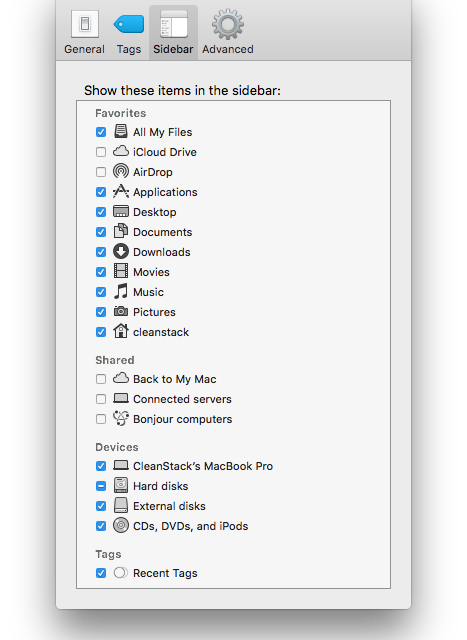 General Tags Sidebar Advanced
Show these items in the sidebar:
Favorites
All My Files
iCloud Drive
AirDrop
Applications
Desktop
Documents
Downloads
Movies
Music
Pictures
cleanstack
Shared
Back to My Mac
Connected servers
Bonjour computers
Devices
CleanStack's MacBook Pro
Hard disks
External disks
CDs, DVDs, and iPods
Tags
Recent Tags